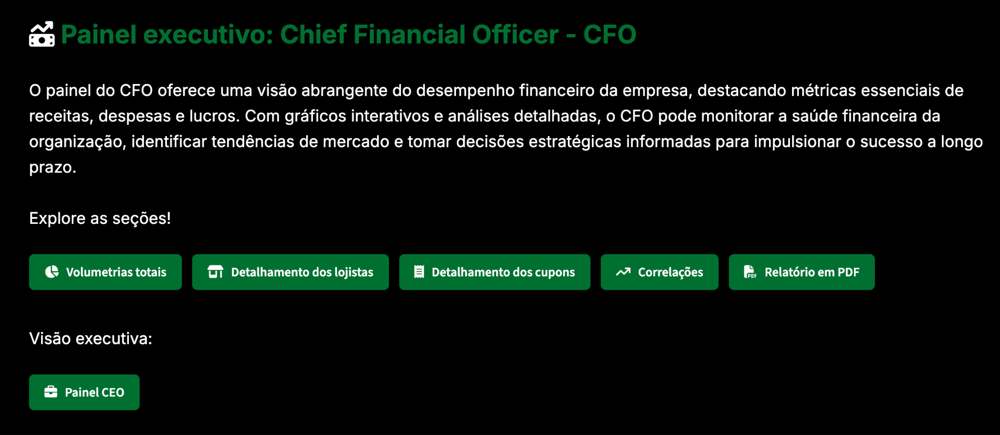 Painel executivo: Chief Financial Officer - CFO
O painel do CFO oferece uma visão abrangente do desempenho financeiro da empresa, destacando métricas essenciais de
receitas, despesas e lucros. Com gráficos interativos e análises detalhadas, o CFO pode monitorar a saúde financeira da
organização, identificar tendências de mercado e tomar decisões estratégicas informadas para impulsionar o sucesso a longo
prazo.
Explore as seções!
Volumetrias totais
Detalhamento dos lojistas
Detalhamento dos cupons
Correlações
PDF Relatório em PDF
Visão executiva:
Painel CEO